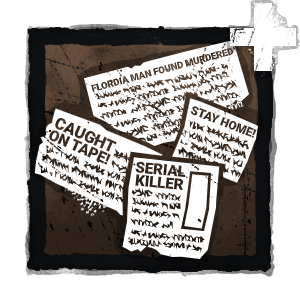 FLORDIA MAN FOUND MURDERED
STAY HOME!
CAUGHT
ON TAPE!
SERIAL
KILLER